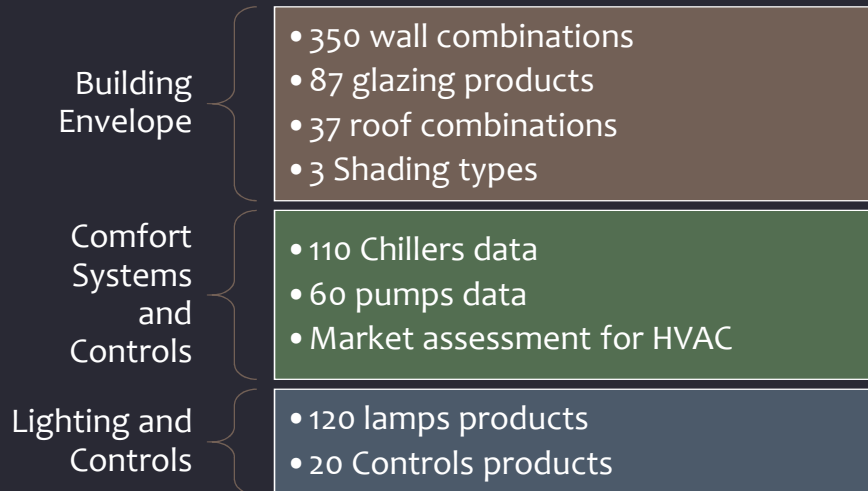 Building
Envelope
• 350 wall combinations
• 87 glazing products
• 37 roof combinations
• 3 Shading types
Comfort
Systems
and
Controls
• 110 Chillers data
• 60 pumps data
• Market assessment for HVAC
Lighting and
Controls
• 120 lamps products
• 20 Controls products